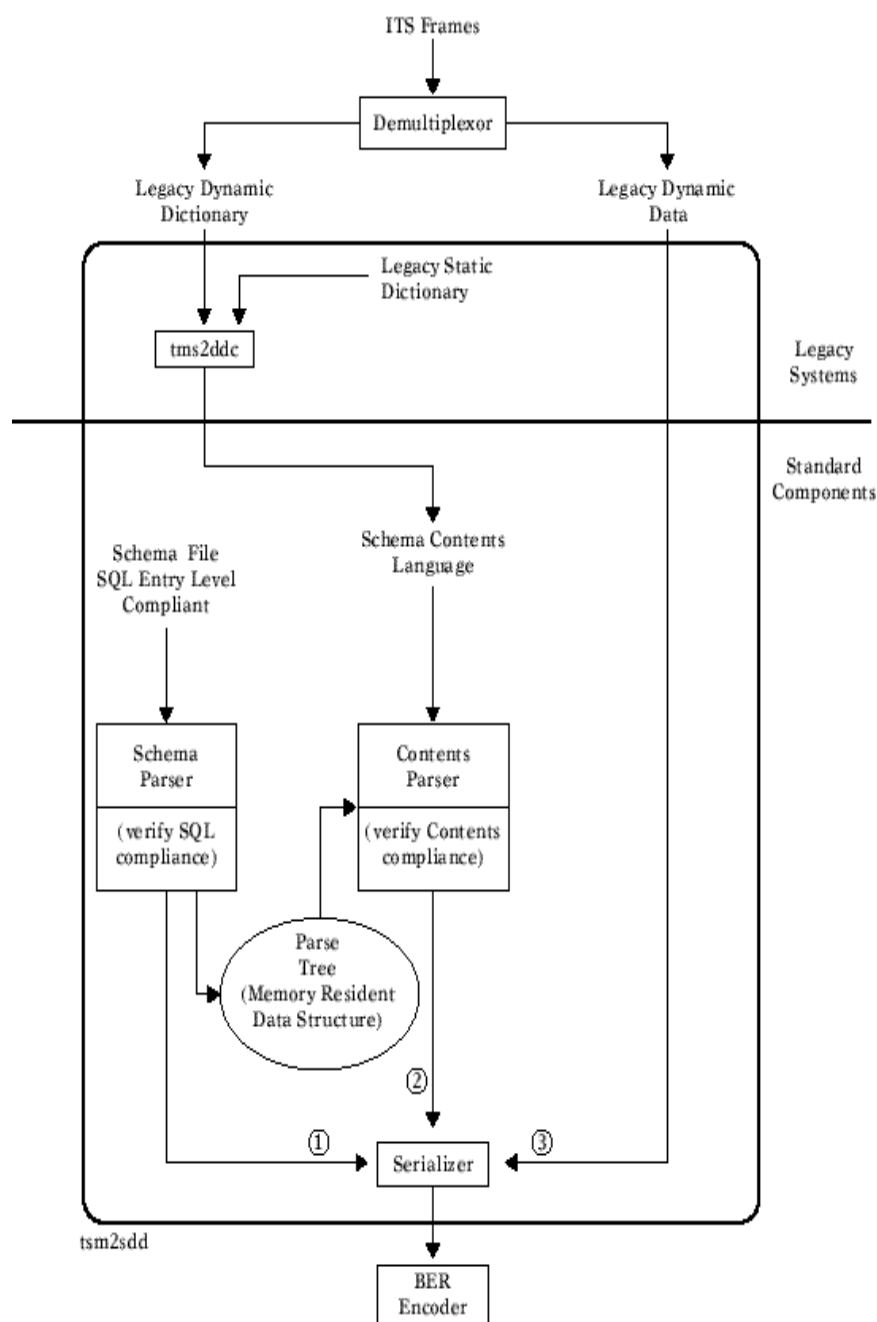 ITS Frames
Demultiplexor
Legacy Dynamic
Dictionary
Legacy Dynamic
Data
Legacy Static
Dictionary
tms2ddc
Legacy
Systems
Standard
Components
Schema File
SQL Entry Level
Compliant
Schema Contents
Language
Schema
Parser
(verify SQL
compliance)
Contents
Parser
(verify Contents
compliance)
Parse
Tree
(Memory Resident
Data Structure)
2
1
Serializer
3
tsm2sdd
BER
Encoder